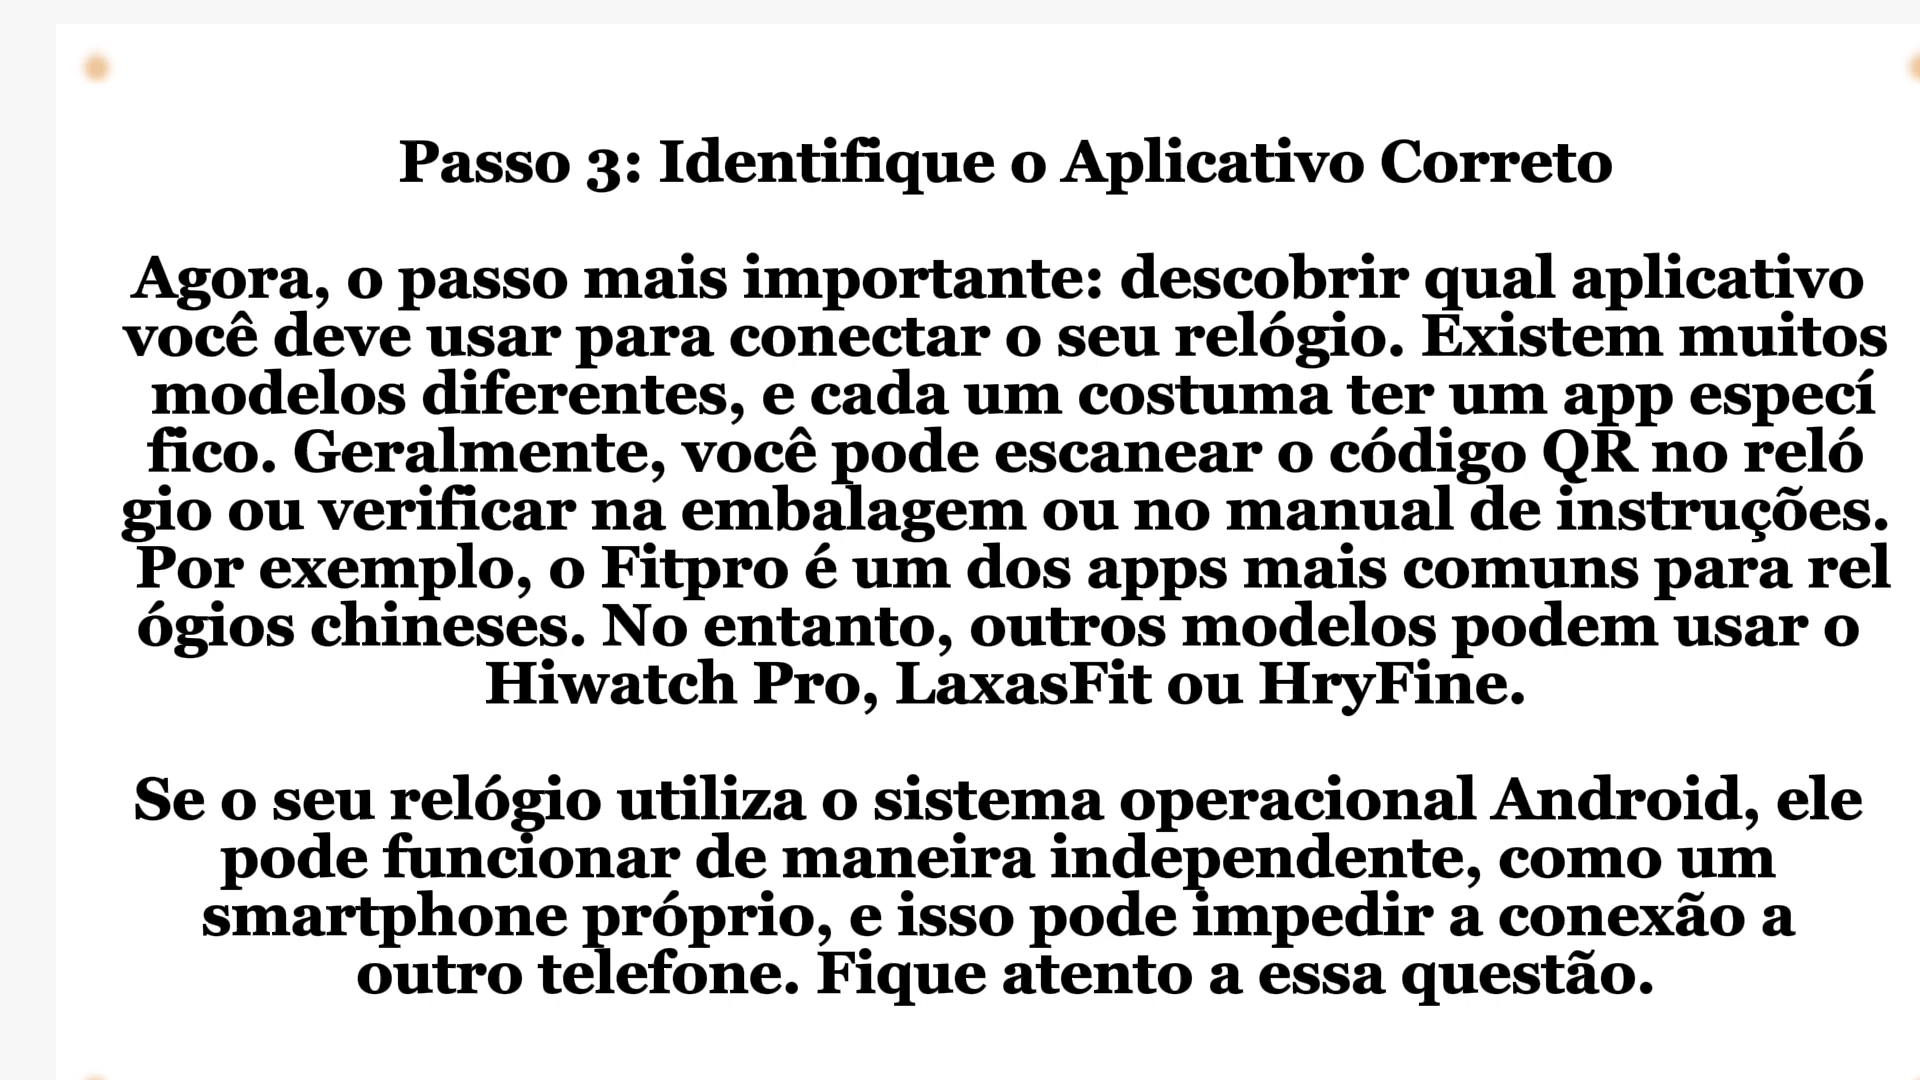 Passo 3: Identifique o Aplicativo Correto
Agora, o passo mais importante: descobrir qual aplicativo
você deve usar para conectar o seu relógio. Existem muitos
modelos diferentes, e cada um costuma ter um app especí
fico. Geralmente, você pode escanear o código QR no reló
gio ou verificar na embalagem ou no manual de instruções.
Por exemplo, o Fitpro é um dos apps mais comuns para rel
ógios chineses. No entanto, outros modelos podem usar o
Hiwatch Pro, LaxasFit ou HryFine.
Se o seu relógio utiliza o sistema operacional Android, ele
pode funcionar de maneira independente, como um
smartphone próprio, e isso pode impedir a conexão a
outro telefone. Fique atento a essa questão.